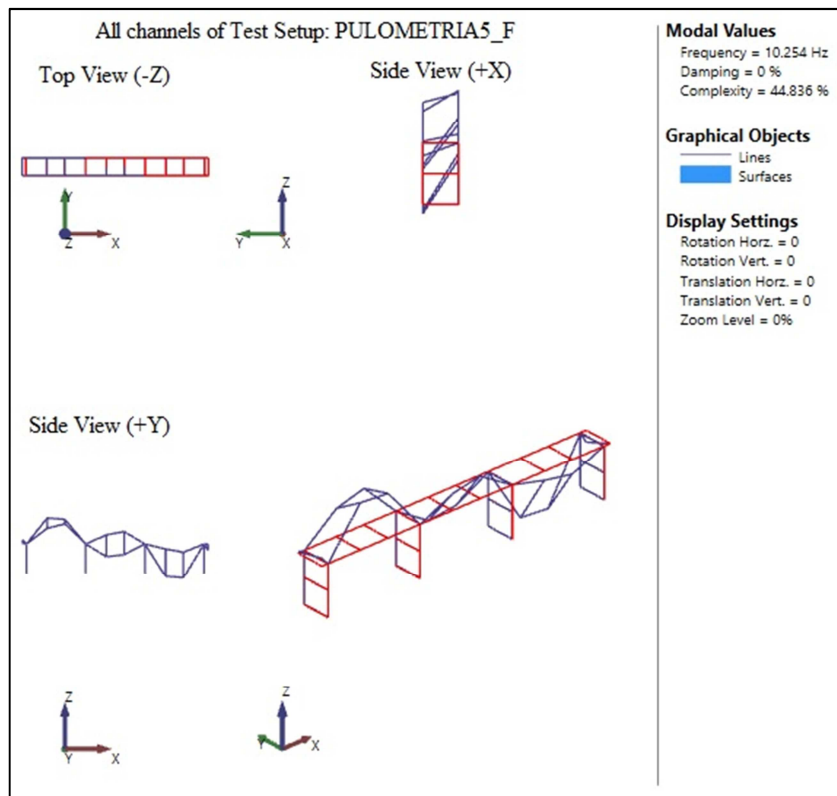 All channels of Test Setup: PULOMETRIA5_F
Top View (-Z)
Side View (+X)
Y
Z
X
Z
Y
X
Side View (+Y)
Z
Y
X
Z
Y
X
Modal Values
Frequency = 10.254 Hz
Damping = 0 %
Complexity = 44.836 %
Graphical Objects
Lines
Surfaces
Display Settings
Rotation Horz. = 0
Rotation Vert. = 0
Translation Horz. = 0
Translation Vert. = 0
Zoom Level = 0%